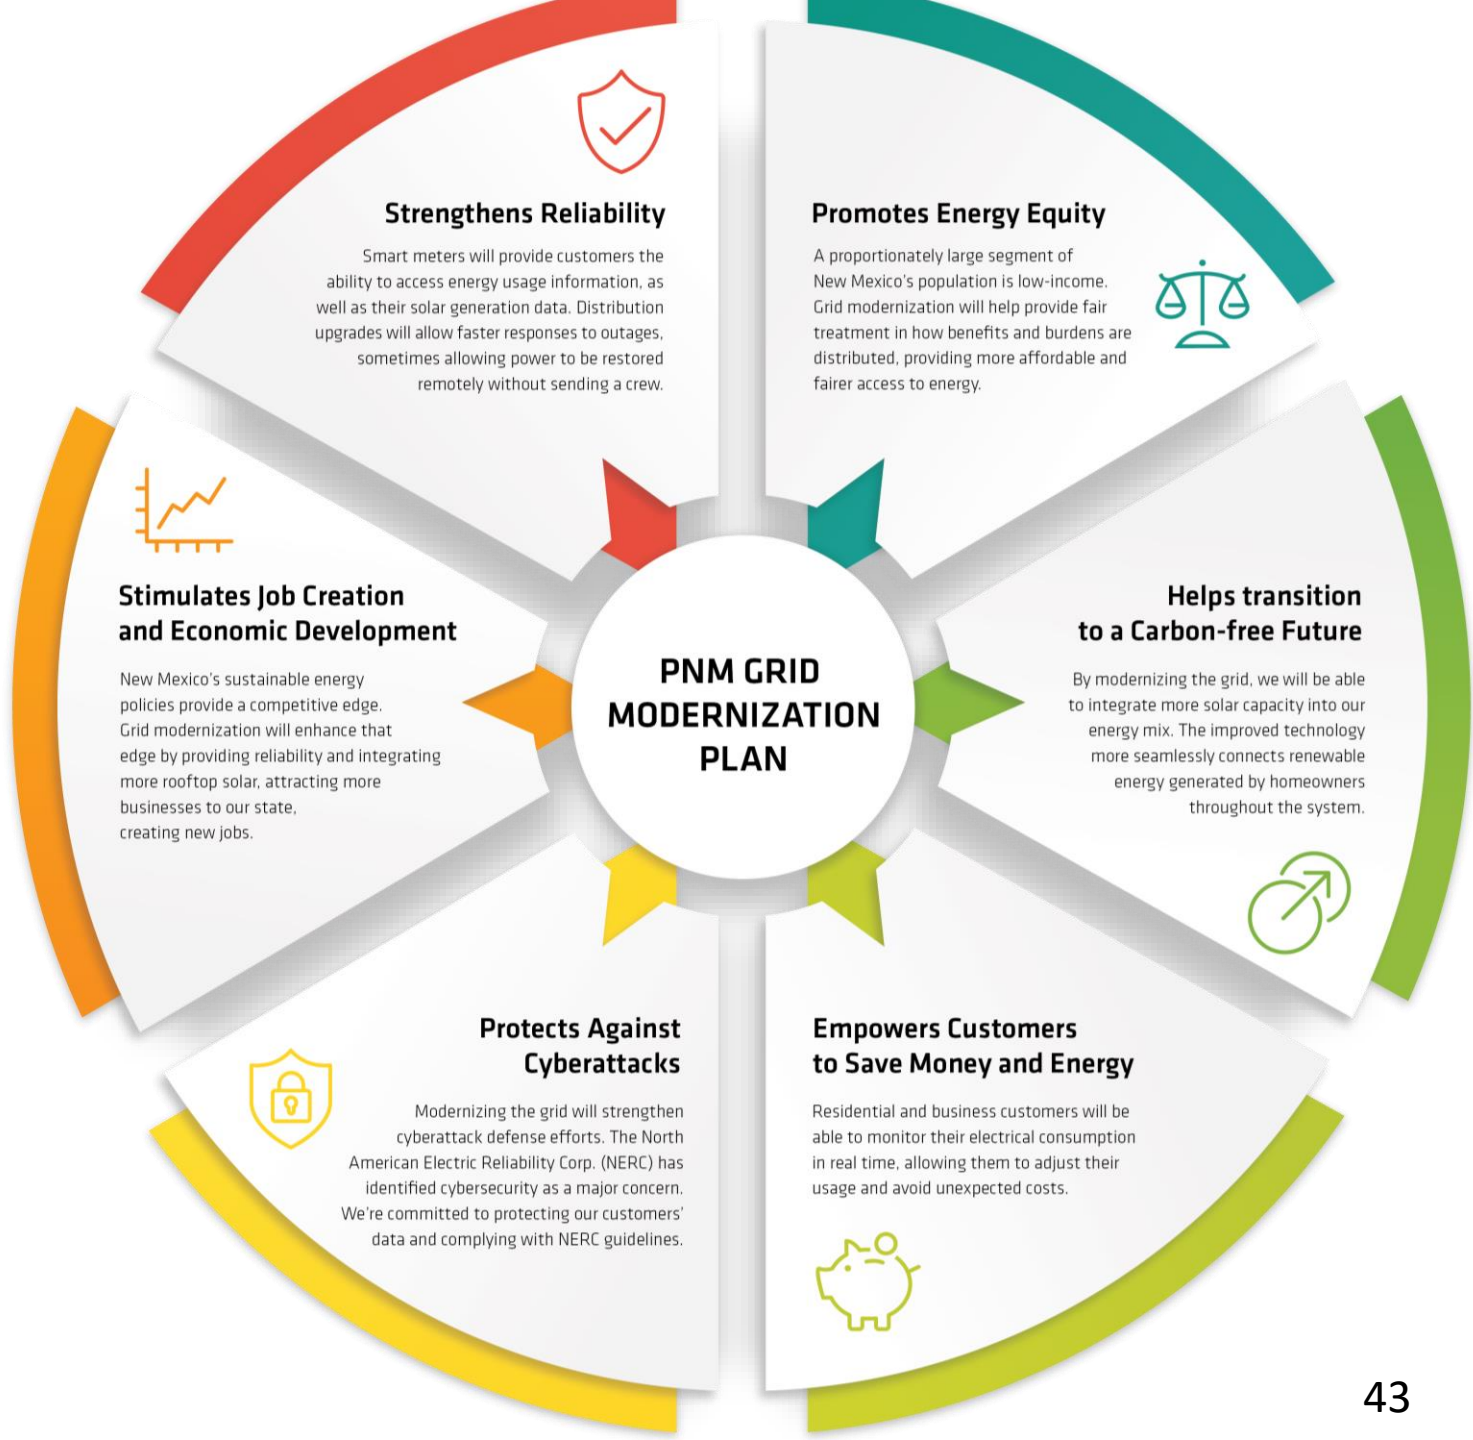 Strengthens Reliability
Smart meters will provide customers the
ability to access energy usage information, as
well as their solar generation data. Distribution
upgrades will allow faster responses to outages,
sometimes allowing power to be restored
remotely without sending a crew.
Promotes Energy Equity
A proportionately large segment of
New Mexico's population is low-income.
Grid modernization will help provide fair
treatment in how benefits and burdens are
distributed, providing more affordable and
fairer access to energy.
Stimulates Job Creation
and Economic Development
New Mexico's sustainable energy
policies provide a competitive edge.
Grid modernization will enhance that
edge by providing reliability and integrating
more rooftop solar, attracting more
businesses to our state,
creating new jobs.
PNM GRID
MODERNIZATION
PLAN
Helps transition
to a Carbon-free Future
By modernizing the grid, we will be able
to integrate more solar capacity into our
energy mix. The improved technology
more seamlessly connects renewable
energy generated by homeowners
throughout the system.
Protects Against
Cyberattacks
Modernizing the grid will strengthen
cyberattack defense efforts. The North
American Electric Reliability Corp. (NERC) has
identified cybersecurity as a major concern.
We're committed to protecting our customers'
data and complying with NERC guidelines.
Empowers Customers
to Save Money and Energy
Residential and business customers will be
able to monitor their electrical consumption
in real time, allowing them to adjust their
usage and avoid unexpected costs.
43